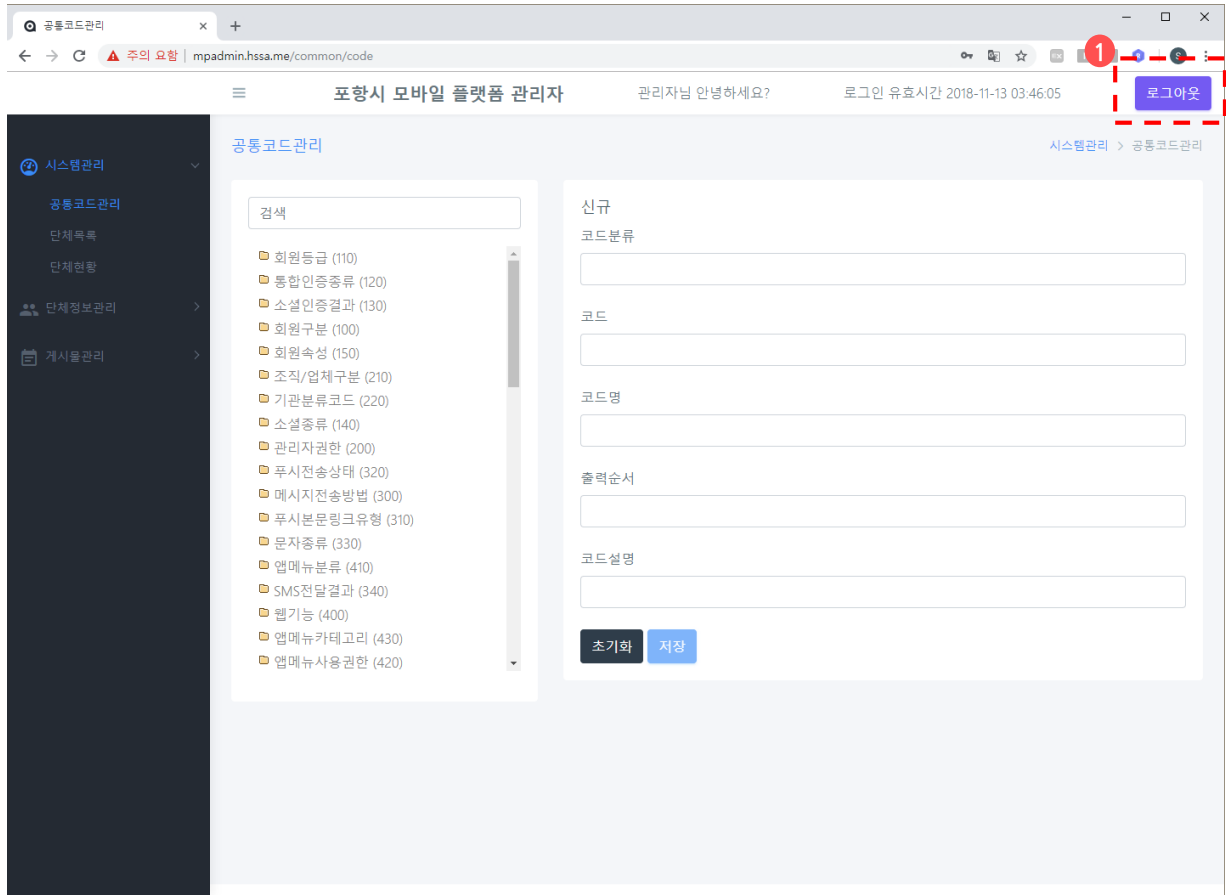 공통코드관리
주의 요함 | mpadmin.hssa.me/common/code
1
포항시 모바일 플랫폼 관리자
관리자님 안녕하세요?
로그인 유효시간 2018-11-13 03:46:05
로그아웃
시스템관리
공통코드관리
단체목록
단체현황
단체정보관리
게시물관리
공통코드관리
시스템관리 > 공통코드관리
검색
회원등급 (110)
통합인증종류 (120)
소셜인증결과 (130)
회원구분 (100)
회원속성 (150)
조직/업체구분 (210)
기관분류코드 (220)
소셜종류 (140)
관리자권한 (200)
푸시전송상태 (320)
메시지전송방법 (300)
푸시본문링크유형 (310)
문자종류 (330)
앱메뉴분류 (410)
SMS전달결과 (340)
웹기능 (400)
앱메뉴카테고리 (430)
앱메뉴사용권한 (420)
신규
코드분류
코드
코드명
출력순서
코드설명
초기화
저장